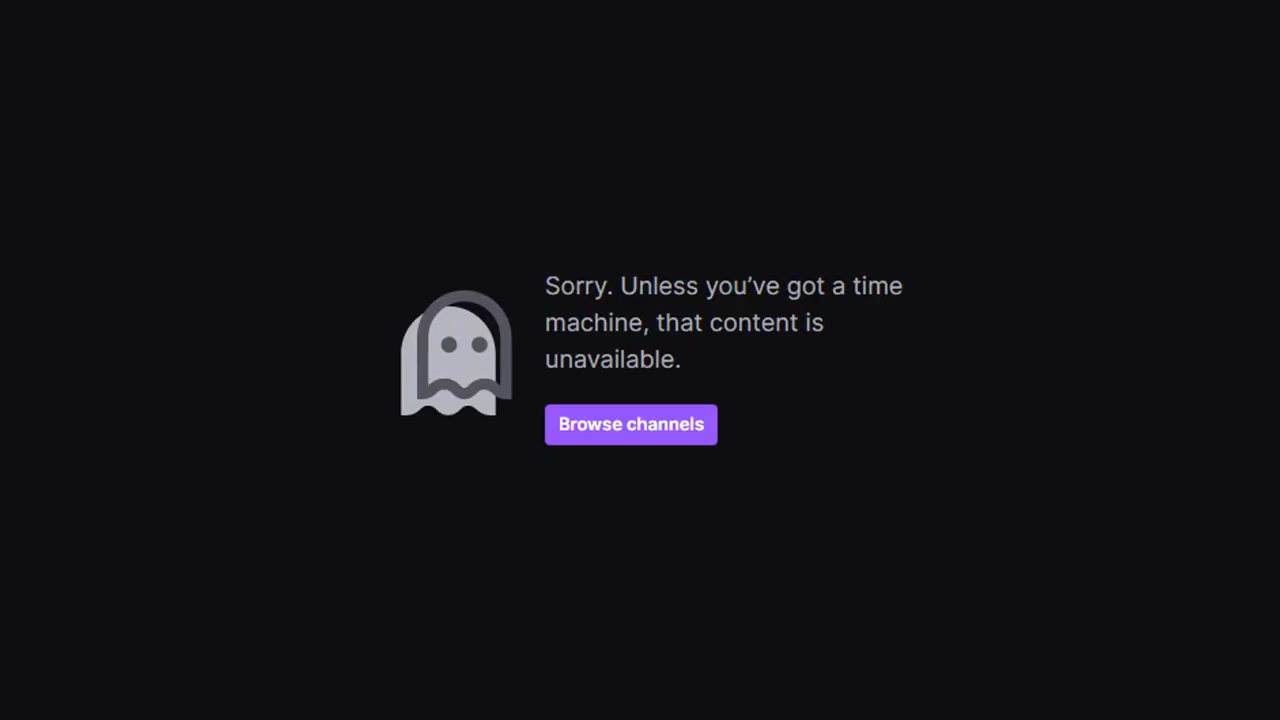 Sorry. Unless you’ve got a time
machine, that content is
unavailable.
Browse channels